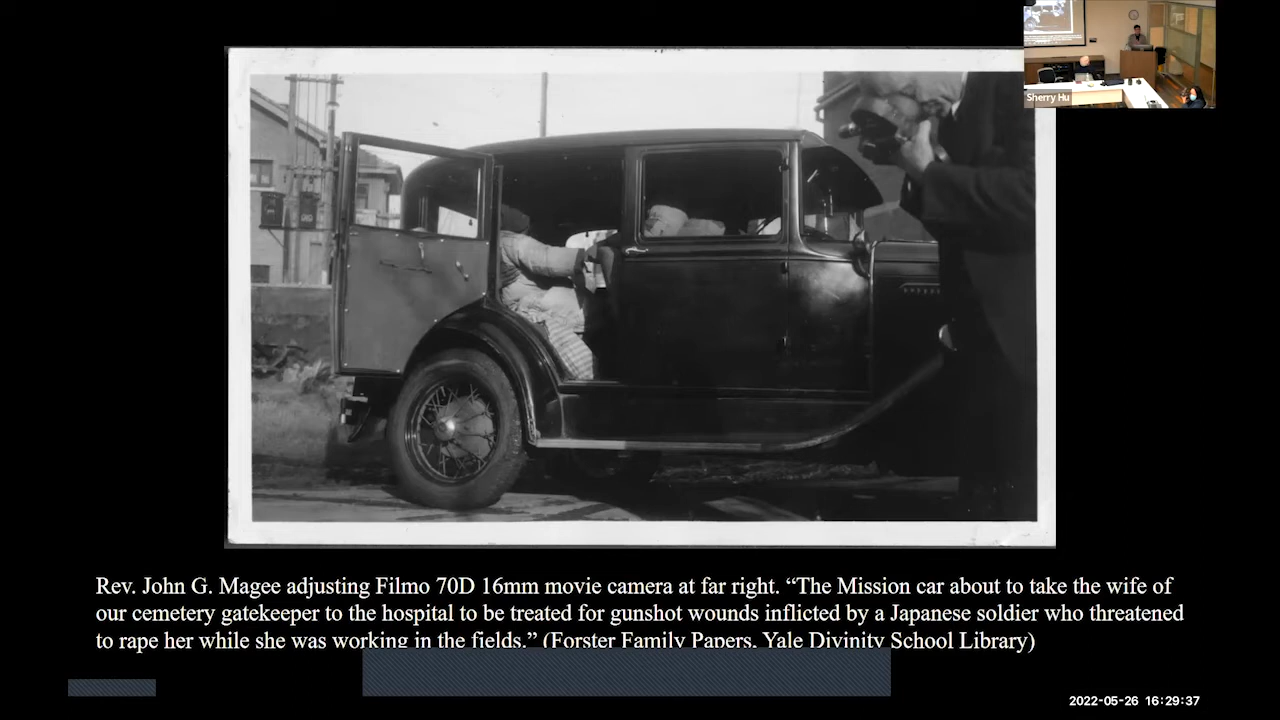 Sherry Hu
Rev. John G. Magee adjusting Filmo 70D 16mm movie camera at far right. “The Mission car about to take the wife of
our cemetery gatekeeper to the hospital to be treated for gunshot wounds inflicted by a Japanese soldier who threatened
to rape her while she was working in the fields.” (Forster Family Papers, Yale Divinity School Library)
2022-05-26 16:29:37